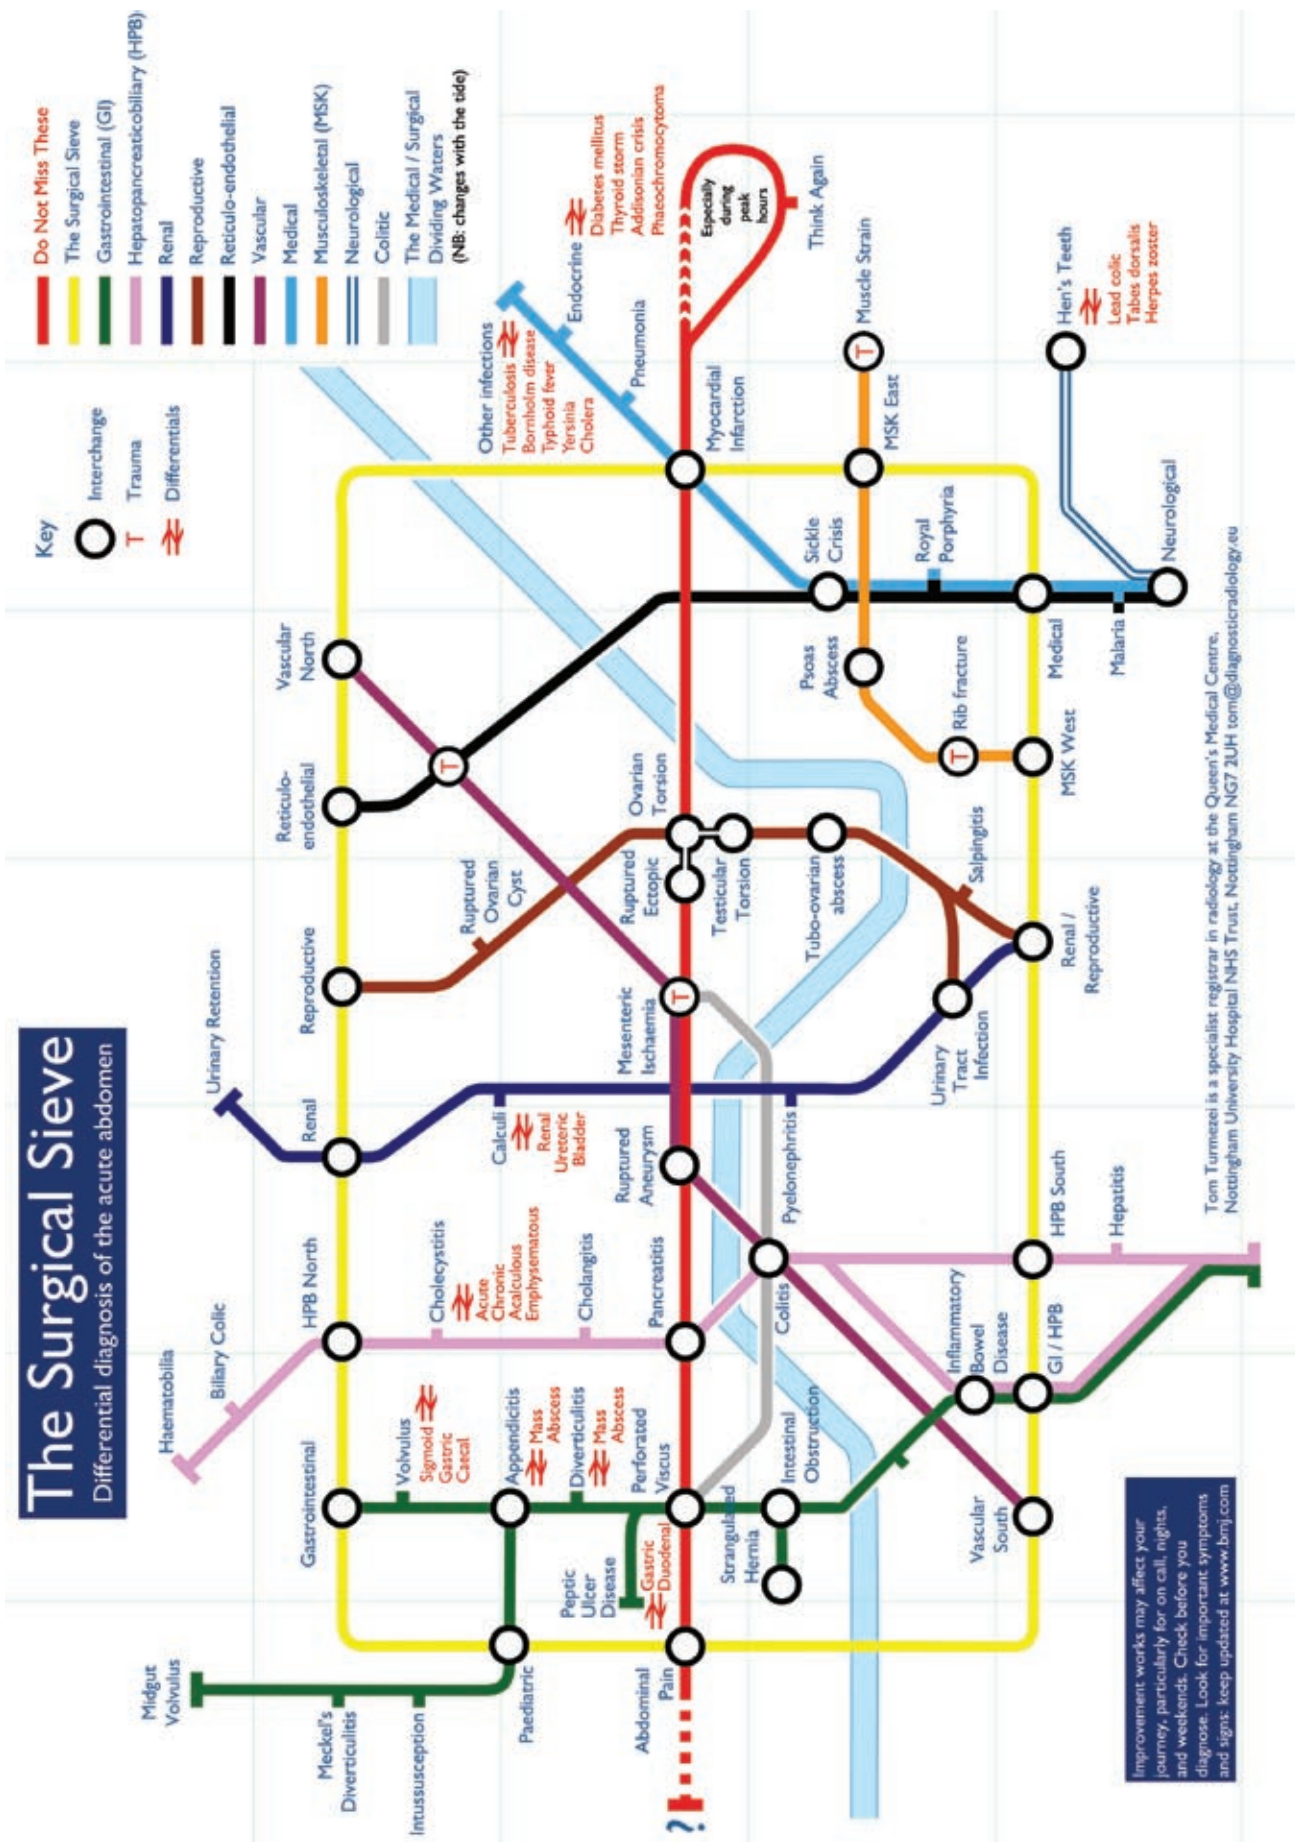 The Surgical Sieve
Differential diagnosis of the acute abdomen
Key
Interchange
T
Trauma
Differentials
Do Not Miss These
The Surgical Sieve
Gastrointestinal (GI)
Hepatopancreaticobiliary (HPB)
Renal
Reproductive
Reticulo-endothelial
Vascular
Medical
Musculoskeletal (MSK)
Neurological
Colitic
The Medical / Surgical
Dividing Waters
(NB: changes with the tide)
Midgut
Volvulus
Meckel's
Diverticulitis
Intussusception
Paediatric
Haematobilia
Biliary Colic
Urinary Retention
Gastrointestinal
HPB North
Renal
Reproductive
Reticulo-
endothelial
Vascular
North
Volvulus
Sigmoid
Gastric
Caecal
Appendicitis
Mass
Abscess
Diverticulitis
Mass
Abscess
Perforated
Viscus
Peptic
Ulcer
Disease
Gastric
Duodenal
Cholecystitis
Acute
Chronic
Acalculous
Emphysematous
Cholangitis
Pancreatitis
Calculi
Renal
Ureteric
Bladder
Ruptured
Aneurysm
Mesenteric
Ischaemia
T
Ruptured
Ovarian
Cyst
Ruptured
Ectopic
Ovarian
Torsion
T
Other infections
Tuberculosis
Bornholm disease
Typhoid fever
Yersinia
Cholera
Endocrine
Diabetes mellitus
Thyroid storm
Addisonian crisis
Phaeochromocytoma
Pneumonia
?
Abdominal
Pain
Myocardial
Infarction
Especially
during
peak
hours
Think Again
Strangulated
Hernia
Intestinal
Obstruction
Colitis
Pyelonephritis
Testicular
Torsion
Tubo-ovarian
abscess
Psoas
Abscess
Sickle
Crisis
MSK East
T
Muscle Strain
Royal
Porphyria
T
Rib fracture
Inflammatory
Bowel
Disease
Urinary
Tract
Infection
Salpingitis
Vascular
South
GI / HPB
HPB South
Renal /
Reproductive
MSK West
Medical
Malaria
Neurological
Hen's Teeth
Lead colic
Tabes dorsalis
Herpes zoster
Hepatitis
Improvement works may affect your
journey, particularly for on call, nights,
and weekends. Check before you
diagnose. Look for important symptoms
and signs: keep updated at www.bmj.com
Tom Turmezei is a specialist registrar in radiology at the Queen's Medical Centre,
Nottingham University Hospital NHS Trust, Nottingham NG7 2UH tom@diagnosticradiology.eu